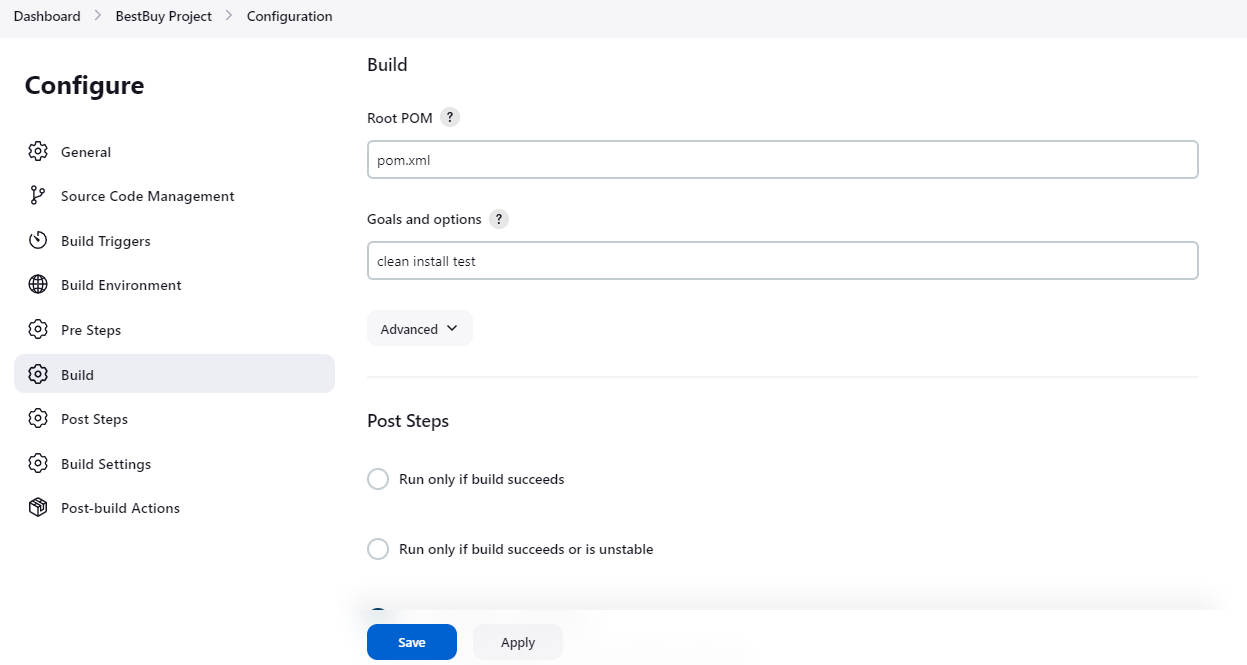 Dashboard > BestBuy Project > Configuration
Configure
General
Source Code Management
Build Triggers
Build Environment
Pre Steps
Build
Post Steps
Build Settings
Post-build Actions
Build
Root POM ?
pom.xml
Goals and options ?
clean install test
Advanced
Post Steps
Run only if build succeeds
Run only if build succeeds or is unstable
Save Apply